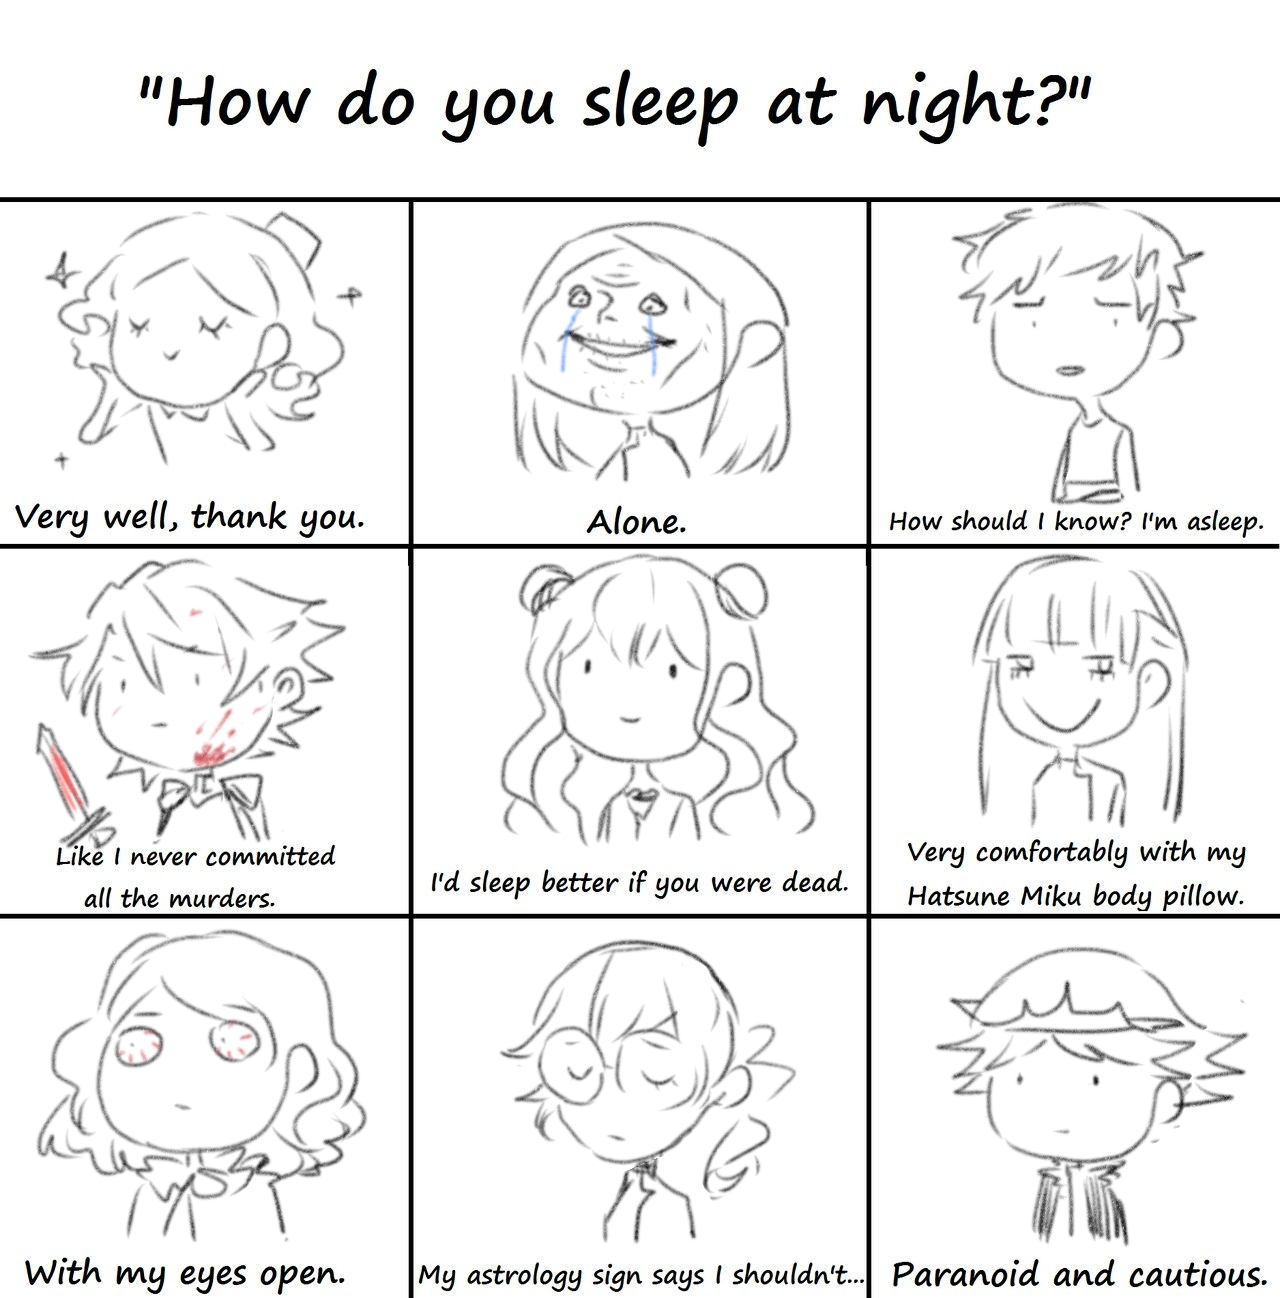 "How do you sleep at night?"
Very well, thank you.
Alone.
How should I know? I'm asleep.
Like I never committed
all the murders.
I'd sleep better if you were dead.
Very comfortably with my
Hatsune Miku body pillow.
With my eyes open.
My astrology sign says I shouldn't...
Paranoid and cautious.